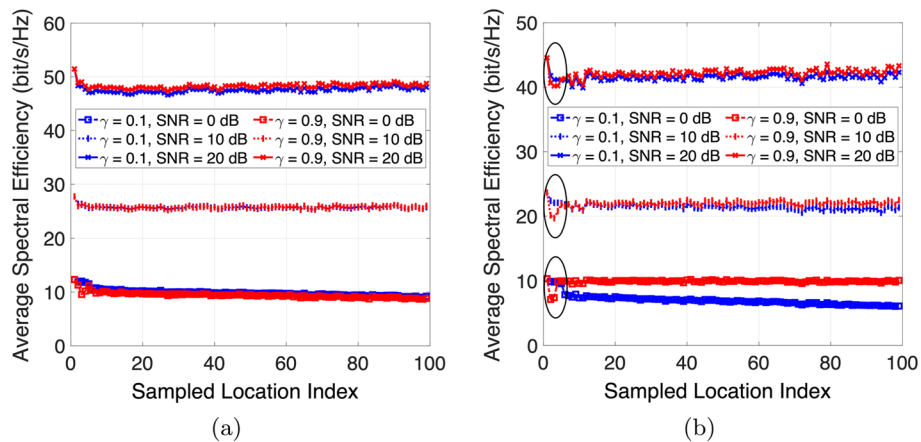 60
50
40
30
20
10
0
0 20 40 60 80 100
Average Spectral Efficiency (bit/s/Hz)
γ = 0.1, SNR = 0 dB
γ = 0.1, SNR = 10 dB
γ = 0.1, SNR = 20 dB
γ = 0.9, SNR = 0 dB
γ = 0.9, SNR = 10 dB
γ = 0.9, SNR = 20 dB
Sampled Location Index
(a)
50
40
30
20
10
0
0 20 40 60 80 100
Average Spectral Efficiency (bit/s/Hz)
γ = 0.1, SNR = 0 dB
γ = 0.1, SNR = 10 dB
γ = 0.1, SNR = 20 dB
γ = 0.9, SNR = 0 dB
γ = 0.9, SNR = 10 dB
γ = 0.9, SNR = 20 dB
Sampled Location Index
(b)